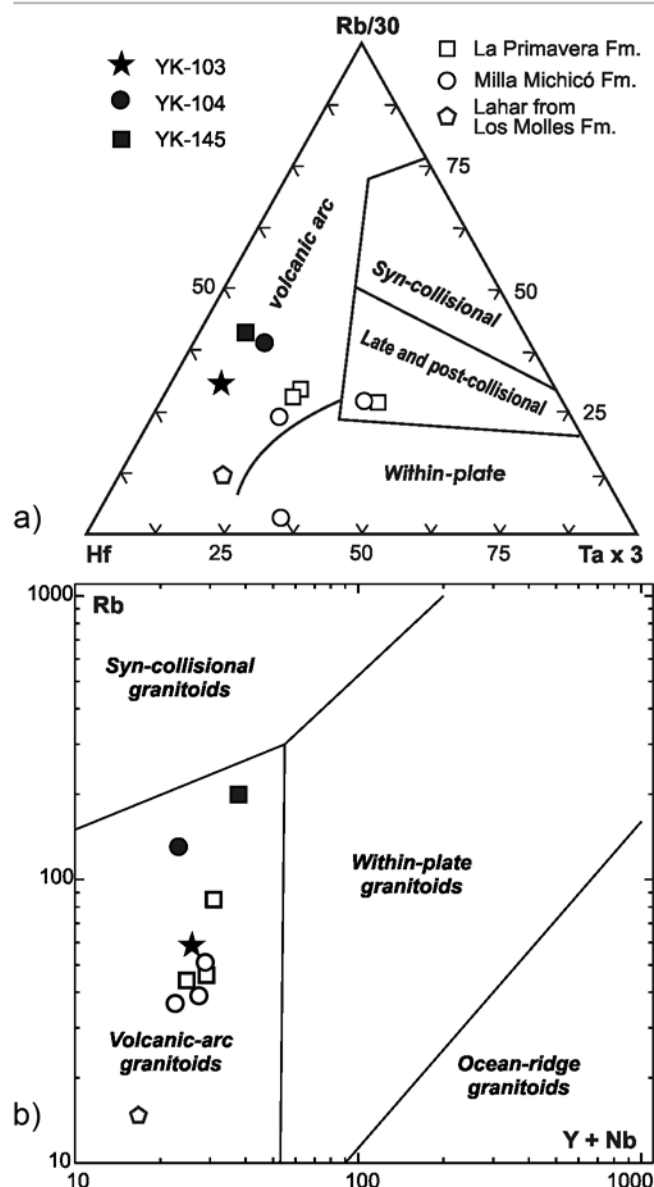 Rb/30
YK-103
YK-104
YK-145
La Primavera Fm.
Milla Michicó Fm.
Lahar from
Los Molles Fm.
75
volcanic arc
50
50
Syn-collisional
Late and post-collisional
25
Within-plate
a)
Hf
25
50
75
Ta x 3
1000
Rb
Syn-collisional
granitoids
100
Within-plate
granitoids
Volcanic-arc
granitoids
Ocean-ridge
granitoids
b)
Y + Nb
10
10
100
1000